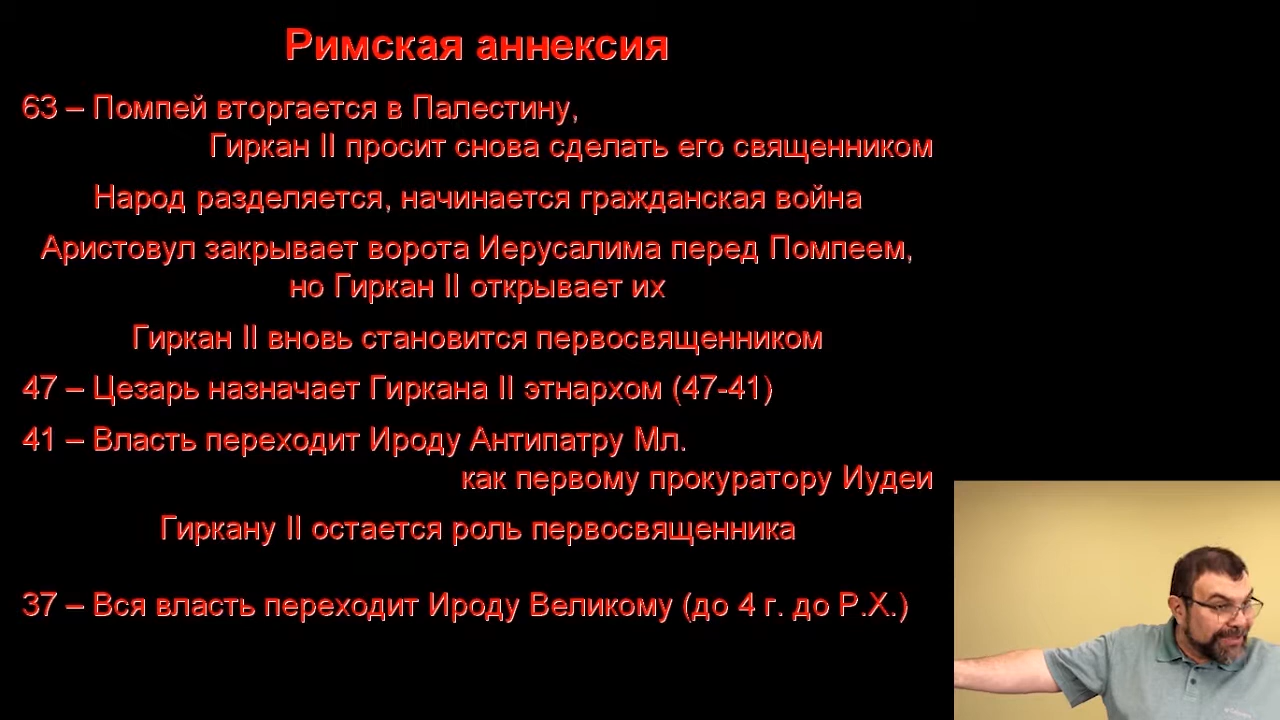 Римская аннексия
63 – Помпей вторгается в Палестину,
Гиркан II просит снова сделать его священником
Народ разделяется, начинается гражданская война
Аристовул закрывает ворота Иерусалима перед Помпеем,
но Гиркан II открывает их
Гиркан II вновь становится первосвященником
47 – Цезарь назначает Гиркана II этнархом (47-41)
41 – Власть переходит Ироду Антипатру Мл.
как первому прокуратору Иудеи
Гиркану II остается роль первосвященника
37 – Вся власть переходит Ироду Великому (до 4 г. до Р.Х.)